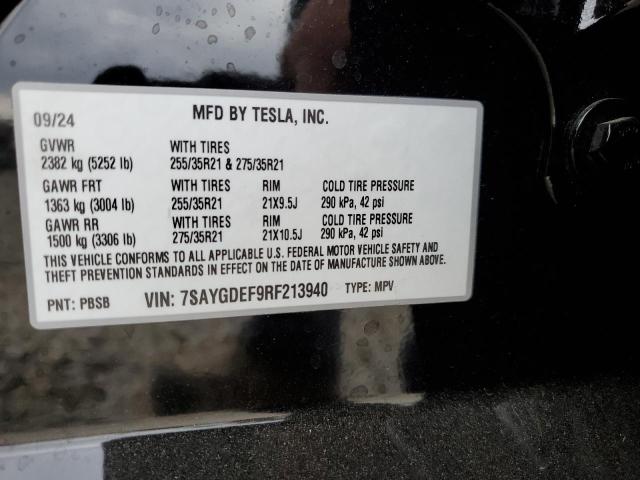 09/24 MFD BY TESLA, INC.
GVWR WITH TIRES
2382 kg (5252 lb) 255/35R21 & 275/35R21
GAWR FRT WITH TIRES RIM COLD TIRE PRESSURE
1363 kg (3004 lb) 255/35R21 21X9.5J 290 kPa, 42 psi
GAWR RR WITH TIRES RIM COLD TIRE PRESSURE
1500 kg (3306 lb) 275/35R21 21X10.5J 290 kPa, 42 psi
THIS VEHICLE CONFORMS TO ALL APPLICABLE U.S. FEDERAL MOTOR VEHICLE SAFETY AND
THEFT PREVENTION STANDARDS IN EFFECT ON THE DATE OF MANUFACTURE SHOWN ABOVE.
PNT: PBSB VIN: 7SAYGDEF9RF213940 TYPE: MPV